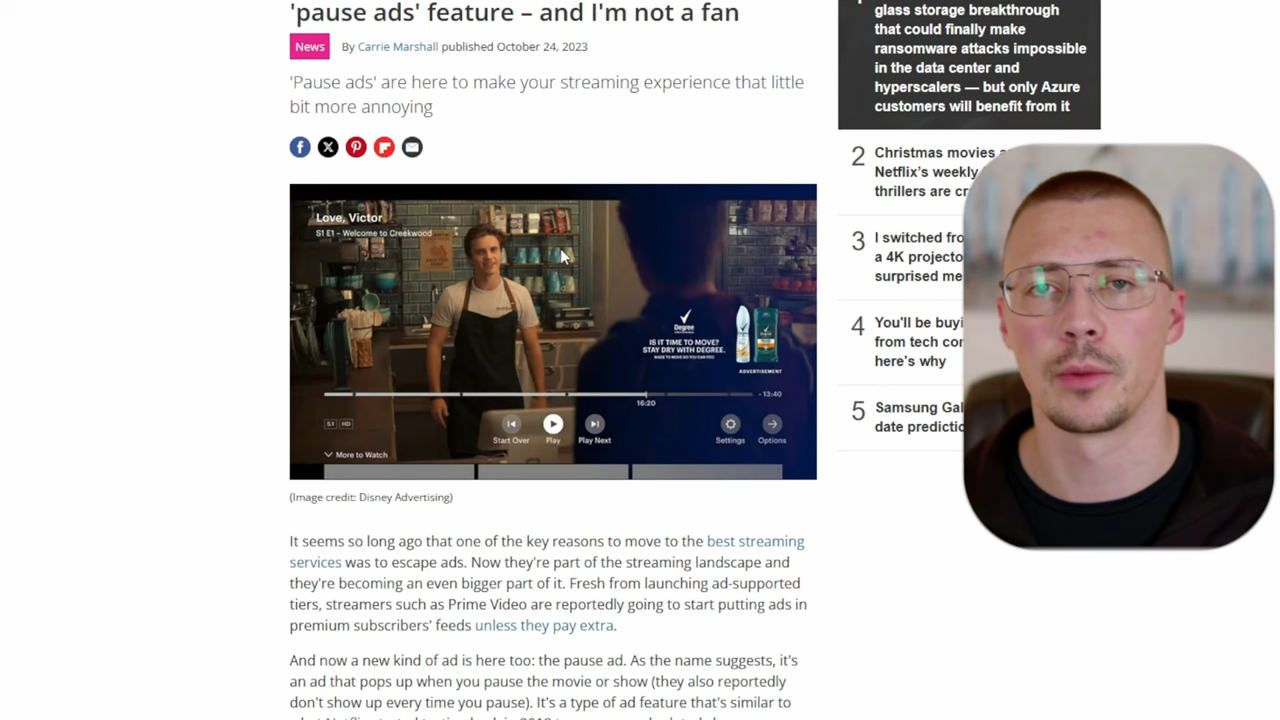 'pause ads' feature – and I'm not a fan
News
By Carrie Marshall published October 24, 2023
'Pause ads' are here to make your streaming experience that little
bit more annoying
Love, Victor
S1 E1 – Welcome to Creekwood
Degree
IS IT TIME TO MOVE?
STAY DRY WITH DEGREE.
MADE TO MOVE SO YOU CAN TOO
ADVERTISEMENT
- 13:40
16:20
5.1 HD
Start Over
Play
Play Next
Settings
Options
More to Watch
(Image credit: Disney Advertising)
It seems so long ago that one of the key reasons to move to the best streaming
services was to escape ads. Now they're part of the streaming landscape and
they're becoming an even bigger part of it. Fresh from launching ad-supported
tiers, streamers such as Prime Video are reportedly going to start putting ads in
premium subscribers' feeds unless they pay extra.
And now a new kind of ad is here too: the pause ad. As the name suggests, it's
an ad that pops up when you pause the movie or show (they also reportedly
don't show up every time you pause). It's a type of ad feature that's similar to
glass storage breakthrough
that could finally make
ransomware attacks impossible
in the data center and
hyperscalers — but only Azure
customers will benefit from it
2
Christmas movies
Netflix's weekly
thrillers are
3
I switched
a 4K
surprised
4
You'll be
from tech
here's why
5
Samsung
date